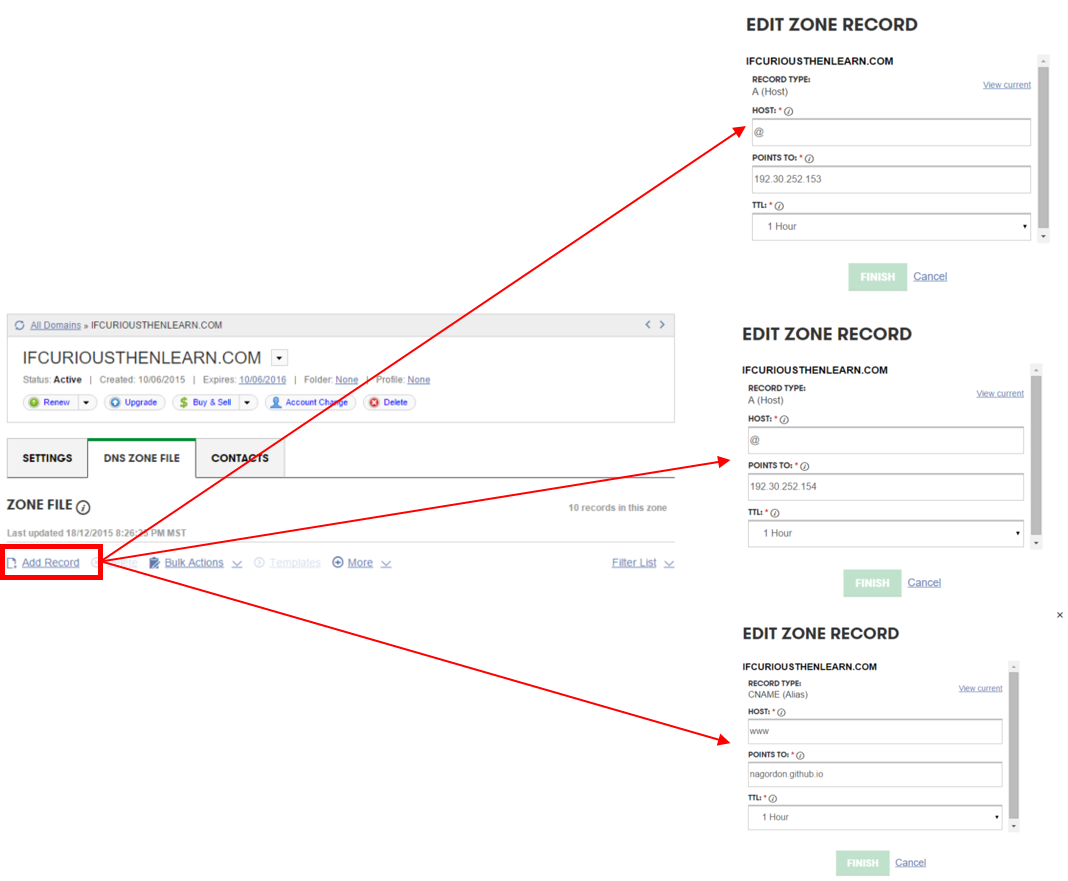 All Domains » IFCURIOUSTHENLEARN.COM
IFCURIOUSTHENLEARN.COM
Status: Active | Created: 10/06/2015 | Expires: 10/06/2016 | Folder: None | Profile: None
Renew Upgrade Buy & Sell Account Change Delete
SETTINGS DNS ZONE FILE CONTACTS
ZONE FILE
10 records in this zone
Last updated 18/12/2015 PM MST
Add Record Bulk Actions Templates More Filter List
EDIT ZONE RECORD
IFCURIOUSTHENLEARN.COM
RECORD TYPE:
A (Host)
View current
HOST: *
@
POINTS TO: *
192.30.252.153
TTL: *
1 Hour
FINISH Cancel
EDIT ZONE RECORD
IFCURIOUSTHENLEARN.COM
RECORD TYPE:
A (Host)
View current
HOST: *
@
POINTS TO: *
192.30.252.154
TTL: *
1 Hour
FINISH Cancel
EDIT ZONE RECORD
IFCURIOUSTHENLEARN.COM
RECORD TYPE:
CNAME (Alias)
View current
HOST: *
www
POINTS TO: *
nagordon.github.io
TTL: *
1 Hour
FINISH Cancel